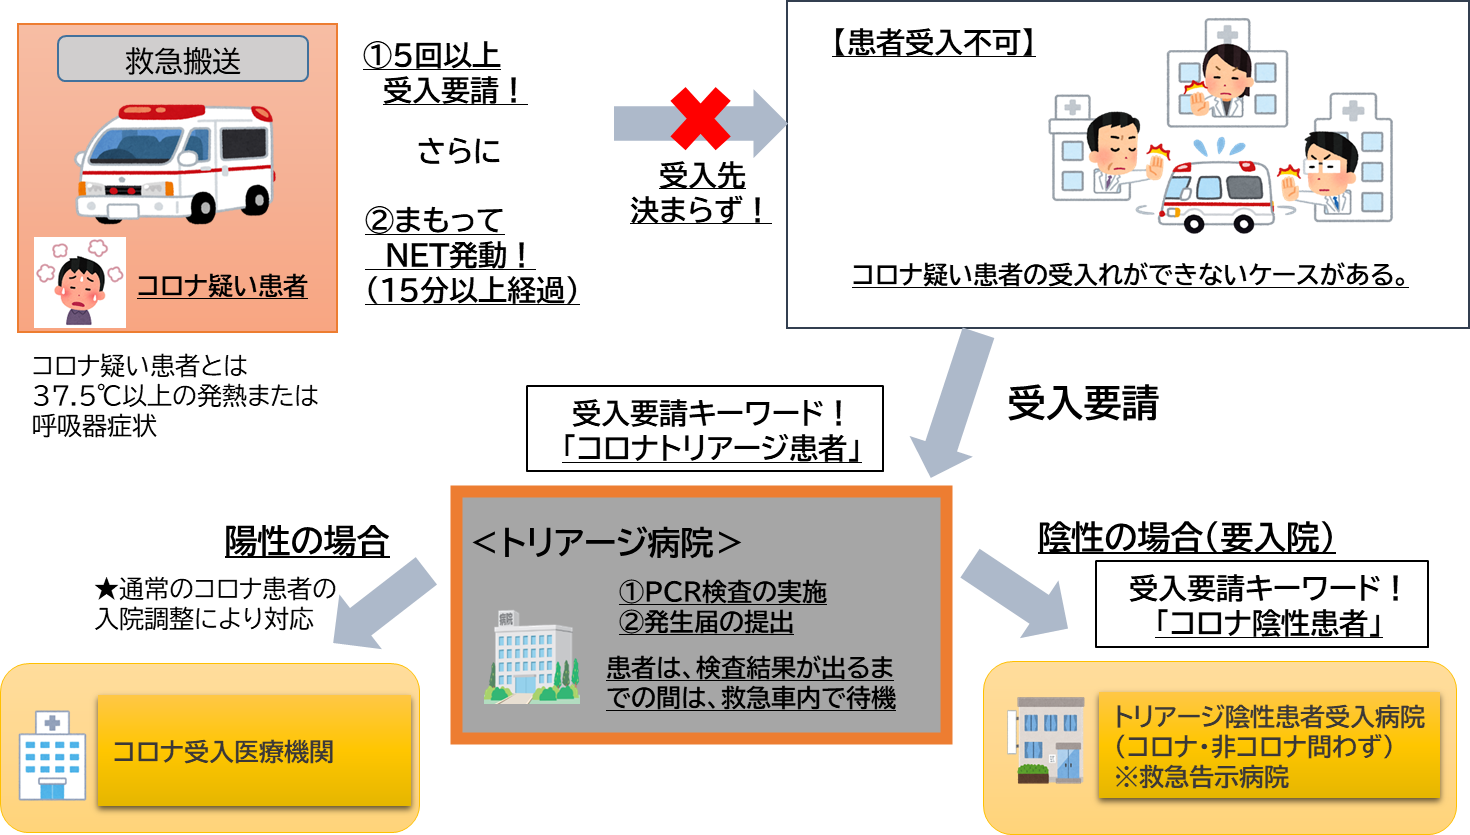 救急搬送
コロナ疑い患者
コロナ疑い患者とは
37.5℃以上の発熱または
呼吸器症状
①5回以上
受入要請！
さらに
②まもって
NET発動！
（15分以上経過）
受入先
決まらず！
【患者受入不可】
コロナ疑い患者の受入れができないケースがある。
受入要請
受入要請キーワード！
「コロナトリアージ患者」
＜トリアージ病院＞
①PCR検査の実施
②発生届の提出
患者は、検査結果が出るま
での間は、救急車内で待機
陽性の場合
★通常のコロナ患者の
入院調整により対応
コロナ受入医療機関
陰性の場合（要入院）
受入要請キーワード！
「コロナ陰性患者」
トリアージ陰性患者受入病院
（コロナ・非コロナ問わず）
※救急告示病院